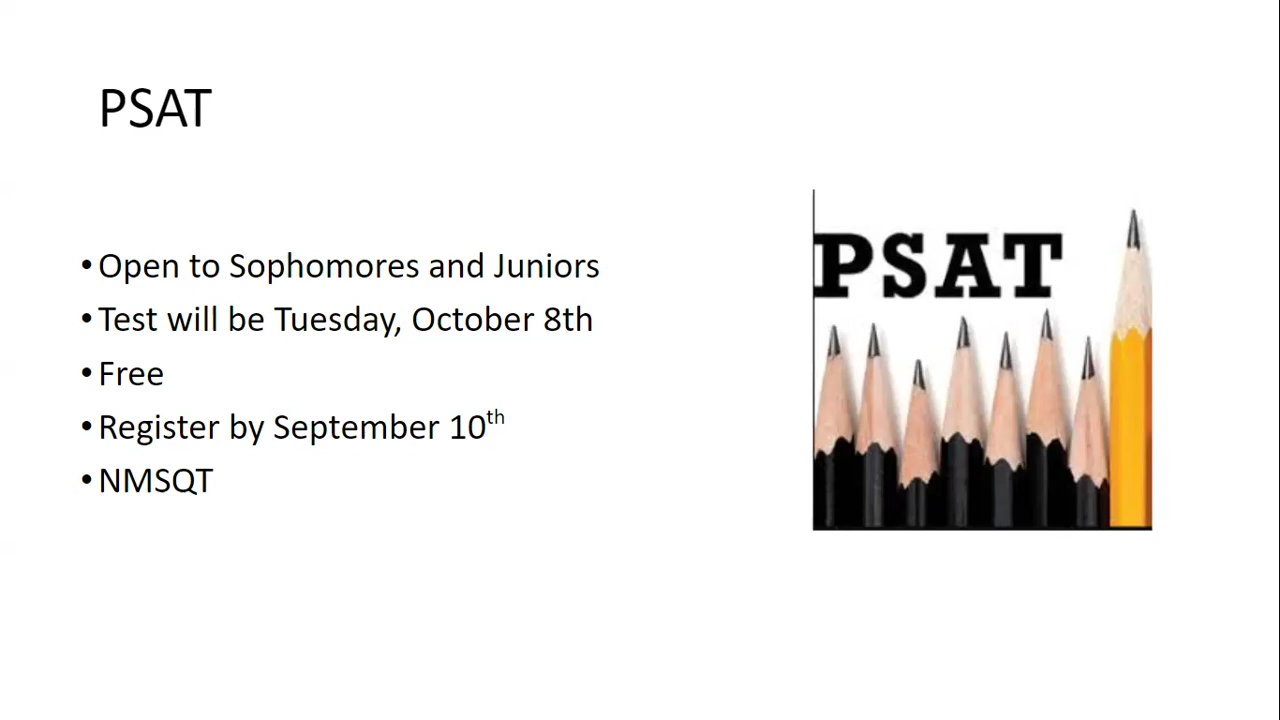 PSAT
• Open to Sophomores and Juniors
• Test will be Tuesday, October 8th
• Free
• Register by September 10th
• NMSQT
PSAT